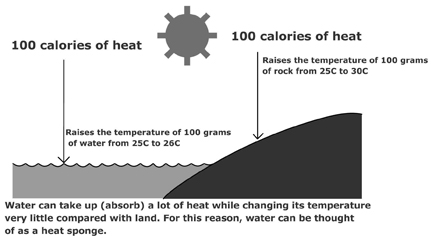 100 calories of heat
100 calories of heat
Raises the temperature of 100 grams
of rock from 25C to 30C
Raises the temperature of 100 grams
of water from 25C to 26C
Water can take up (absorb) a lot of heat while changing its temperature
very little compared with land. For this reason, water can be thought
of as a heat sponge.